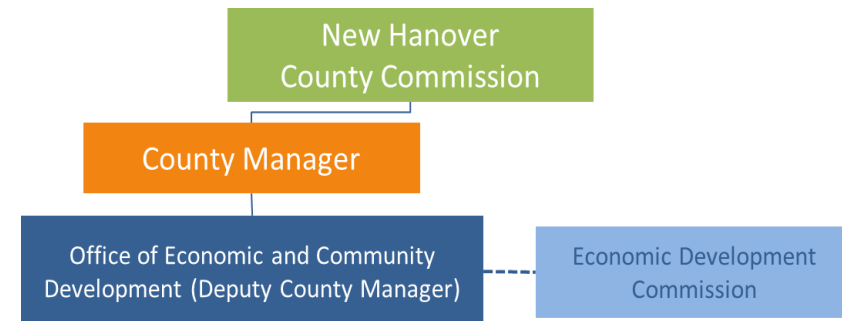 New Hanover
County Commission
County Manager
Office of Economic and Community
Development (Deputy County Manager)
Economic Development
Commission